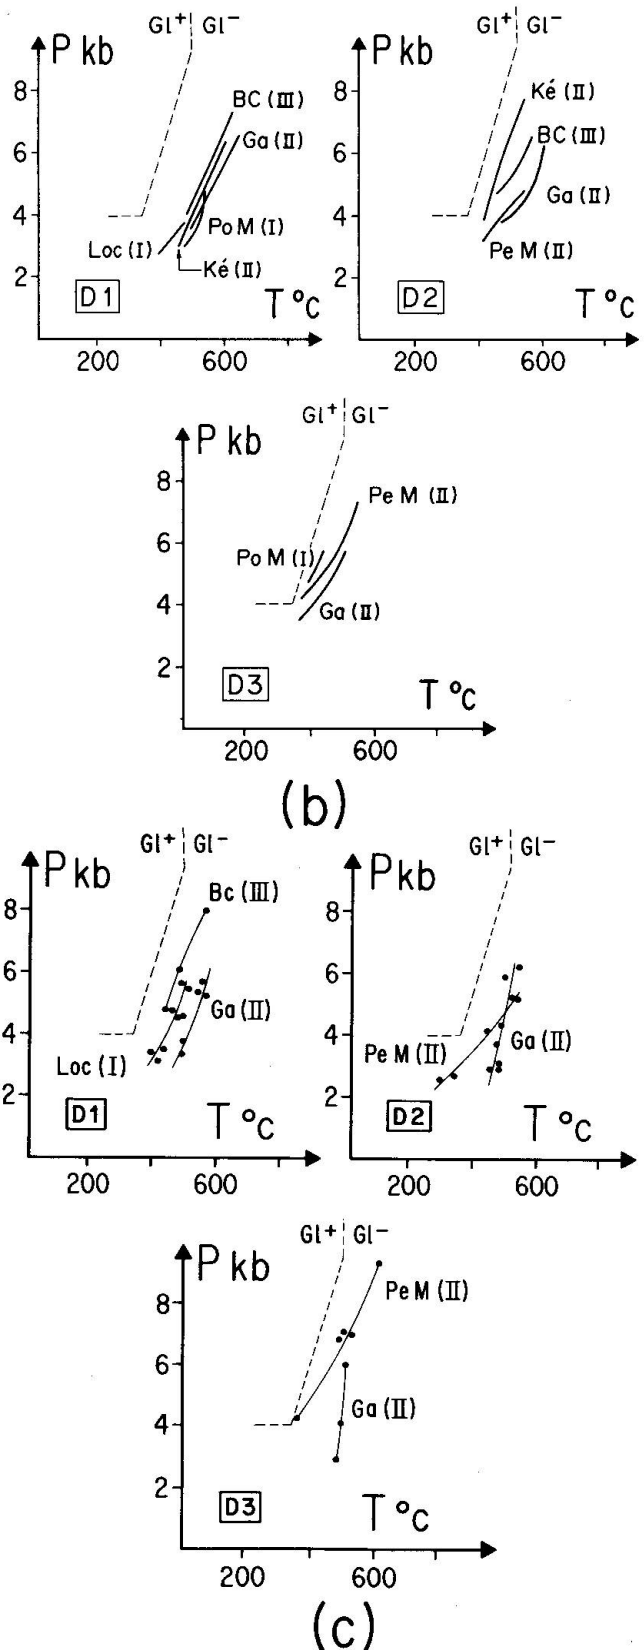 Gl⁺ Gl⁻
P kb
8
6
4
2
BC (III)
Ga (II)
Po M (I)
Loc (I)
Ké (II)
D1
T °c
200 600
Gl⁺ Gl⁻
P kb
8
6
4
2
Ké (II)
BC (III)
Ga (II)
Pe M (II)
D2
T °c
200 600
Gl⁺ Gl⁻
P kb
8
6
4
2
Pe M (II)
Po M (I)
Ga (II)
D3
T °c
200 600
(b)
Gl⁺ Gl⁻
P kb
8
6
4
2
Bc (III)
Ga (II)
Loc (I)
D1
T °c
200 600
Gl⁺ Gl⁻
P kb
8
6
4
2
Pe M (II)
Ga (II)
D2
T °c
200 600
Gl⁺ Gl⁻
P kb
8
6
4
2
Pe M (II)
Ga (II)
D3
T °c
200 600
(c)